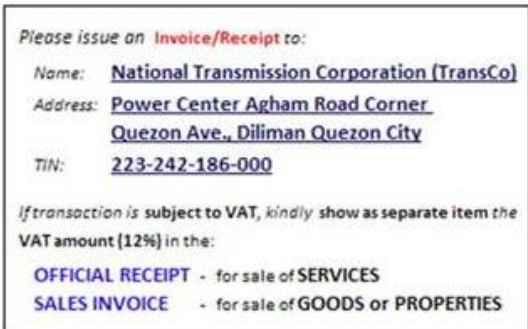 Please issue an Invoice/Receipt to:
Name: National Transmission Corporation (TransCo)
Address: Power Center Agham Road Corner
Quezon Ave., Diliman Quezon City
TIN: 223-242-186-000
If transaction is subject to VAT, kindly show as separate item the
VAT amount (12%) in the:
OFFICIAL RECEIPT - for sale of SERVICES
SALES INVOICE - for sale of GOODS or PROPERTIES